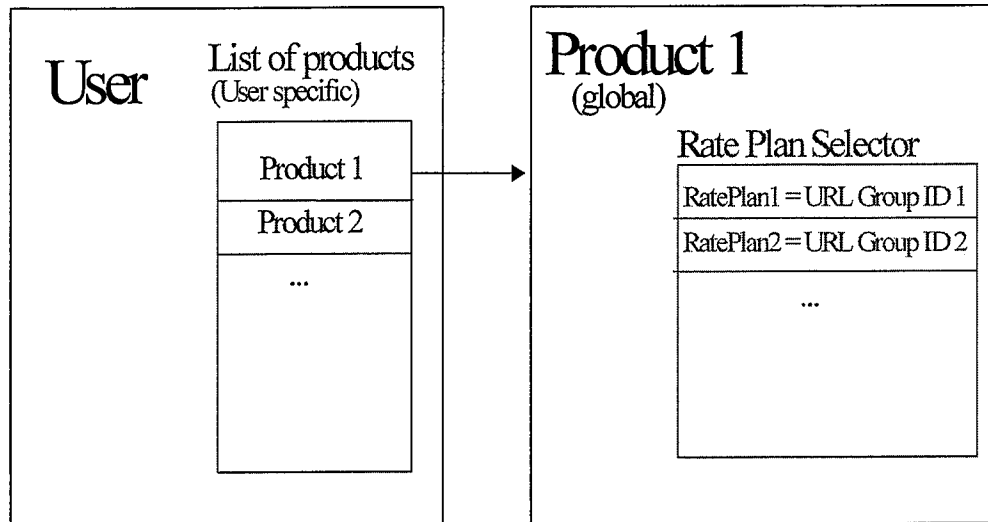 User
List of products
(User specific)
Product 1
Product 2
...
Product 1
(global)
Rate Plan Selector
RatePlan1 = URL Group ID 1
RatePlan2 = URL Group ID 2
...